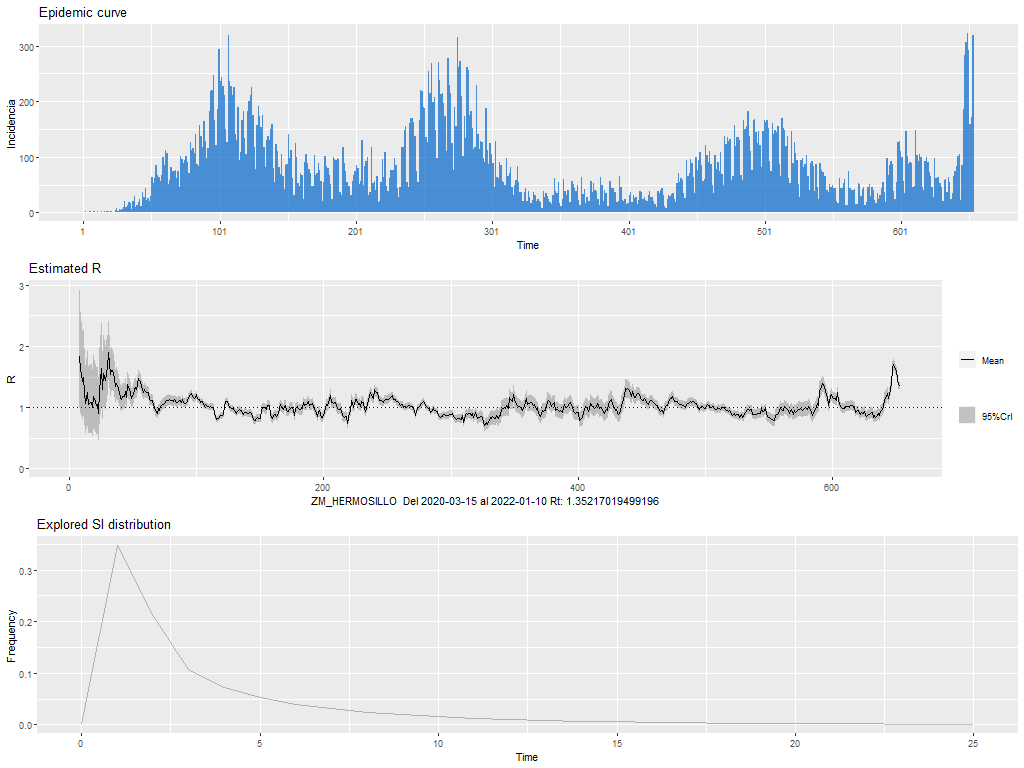 Epidemic curve
300
200
100
0
Incidencia
1 101 201 301 401 501 601
Time
Estimated R
3
2
1
0
R
Mean
95%CrI
0 200 400 600
ZM_HERMOSILLO Del 2020-03-15 al 2022-01-10 Rt: 1.35217019499196
Explored SI distribution
0.3
0.2
0.1
0.0
Frequency
0 5 10 15 20 25
Time